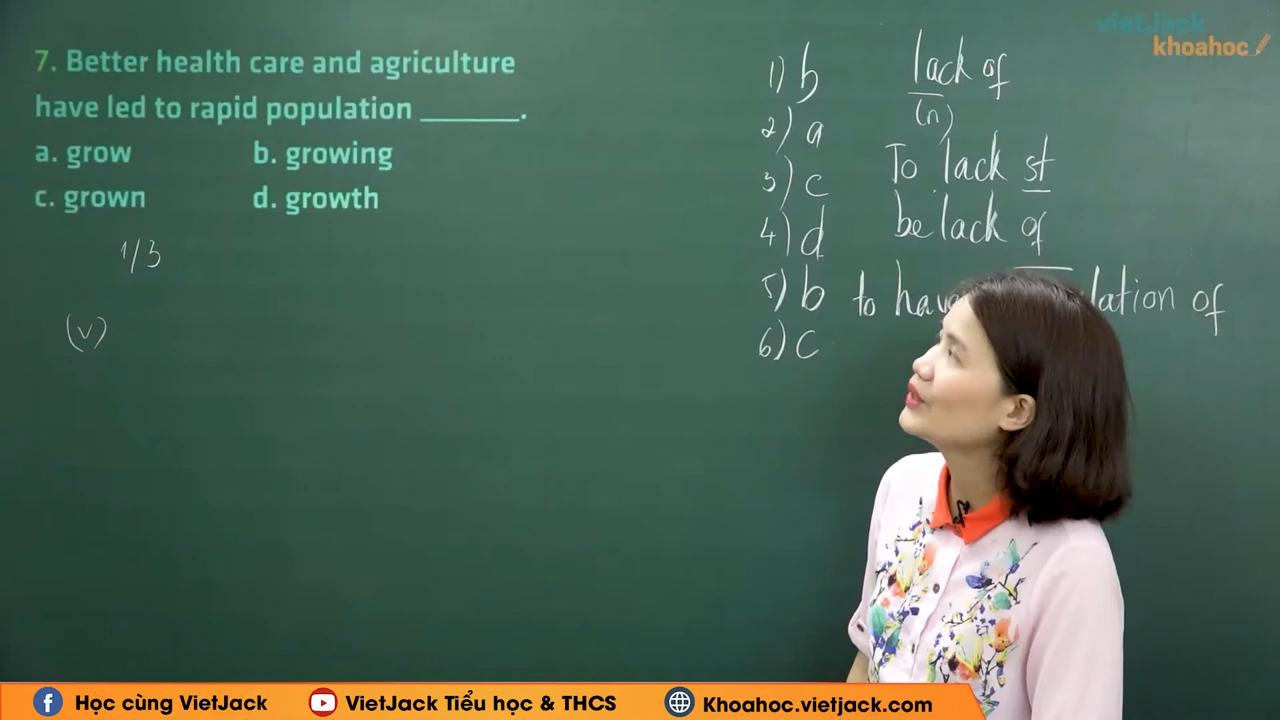 7. Better health care and agriculture
have led to rapid population ______.
a. grow b. growing
c. grown d. growth
1/3
(v)
1) b
2) a
3) c
4) d
5) b
6) c
lack of
(n)
To lack st
be lack of
to hav lation of
vietjack
khoahoc
Học cùng VietJack
VietJack Tiểu học & THCS
Khoahoc.vietjack.com